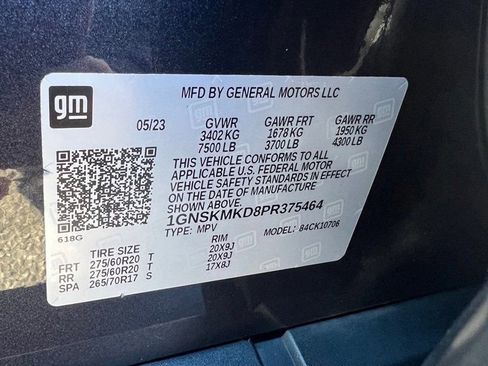 gm
MFD BY GENERAL MOTORS LLC
05/23 GVWR GAWR FRT GAWR RR
3402 KG 1678 KG 1950 KG
7500 LB 3700 LB 4300 LB
THIS VEHICLE CONFORMS TO ALL
APPLICABLE U.S. FEDERAL MOTOR
VEHICLE SAFETY STANDARDS IN EFFECT
ON THE DATE OF MANUFACTURE SHOWN ABOVE.
1GNSKMKD8PR375464
618G TYPE: MPV MODEL: 84CK10706
TIRE SIZE RIM
FRT 275/60R20 T 20X9J
RR 275/60R20 T 20X9J
SPA 265/70R17 S 17X8J